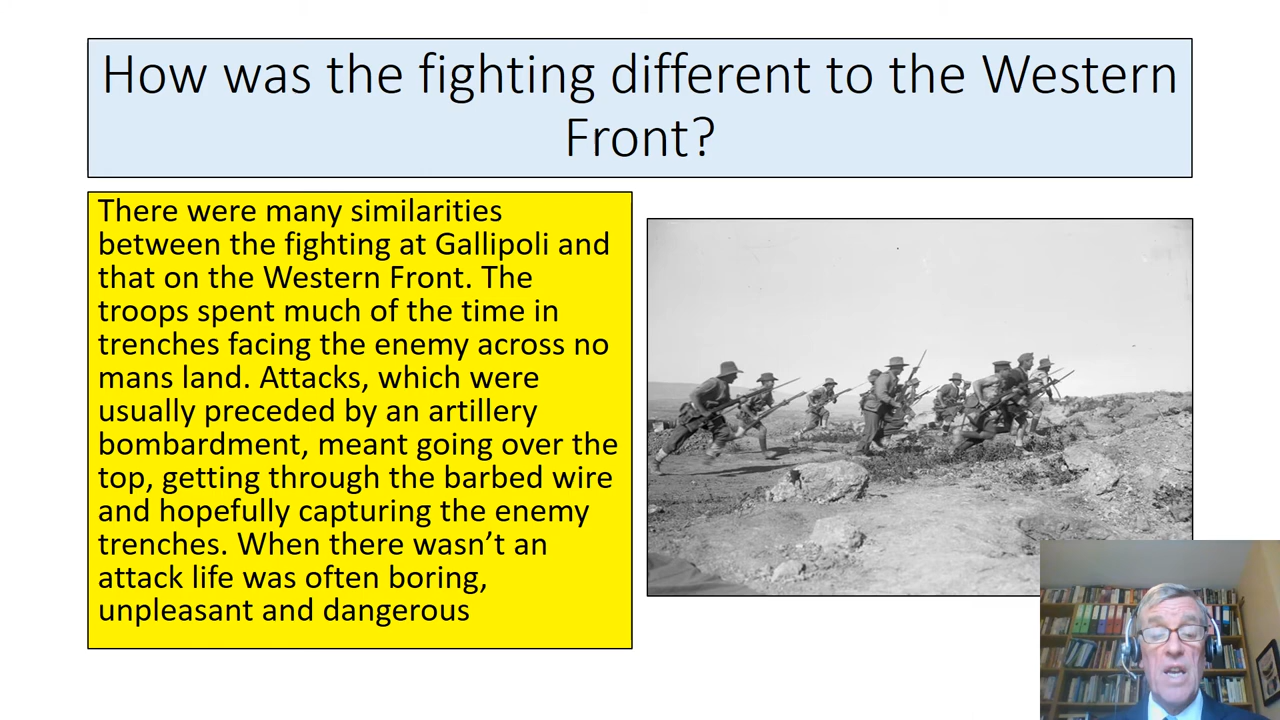 How was the fighting different to the Western
Front?
There were many similarities
between the fighting at Gallipoli and
that on the Western Front. The
troops spent much of the time in
trenches facing the enemy across no
mans land. Attacks, which were
usually preceded by an artillery
bombardment, meant going over the
top, getting through the barbed wire
and hopefully capturing the enemy
trenches. When there wasn’t an
attack life was often boring,
unpleasant and dangerous